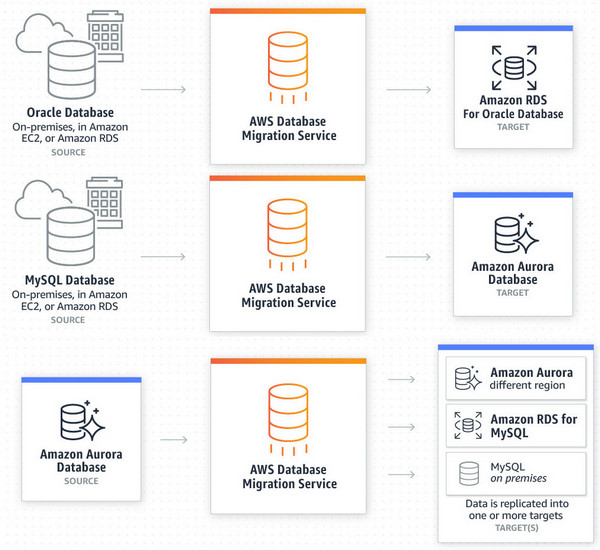 Oracle Database
On-premises, in Amazon
EC2, or Amazon RDS
SOURCE
AWS Database
Migration Service
Amazon RDS
For Oracle Database
TARGET
MySQL Database
On-premises, in Amazon
EC2, or Amazon RDS
SOURCE
AWS Database
Migration Service
Amazon Aurora
Database
TARGET
Amazon Aurora
Database
SOURCE
AWS Database
Migration Service
Amazon Aurora
different region
Amazon RDS for
MySQL
MySQL
on premises
Data is replicated into
one or more targets
TARGET(S)